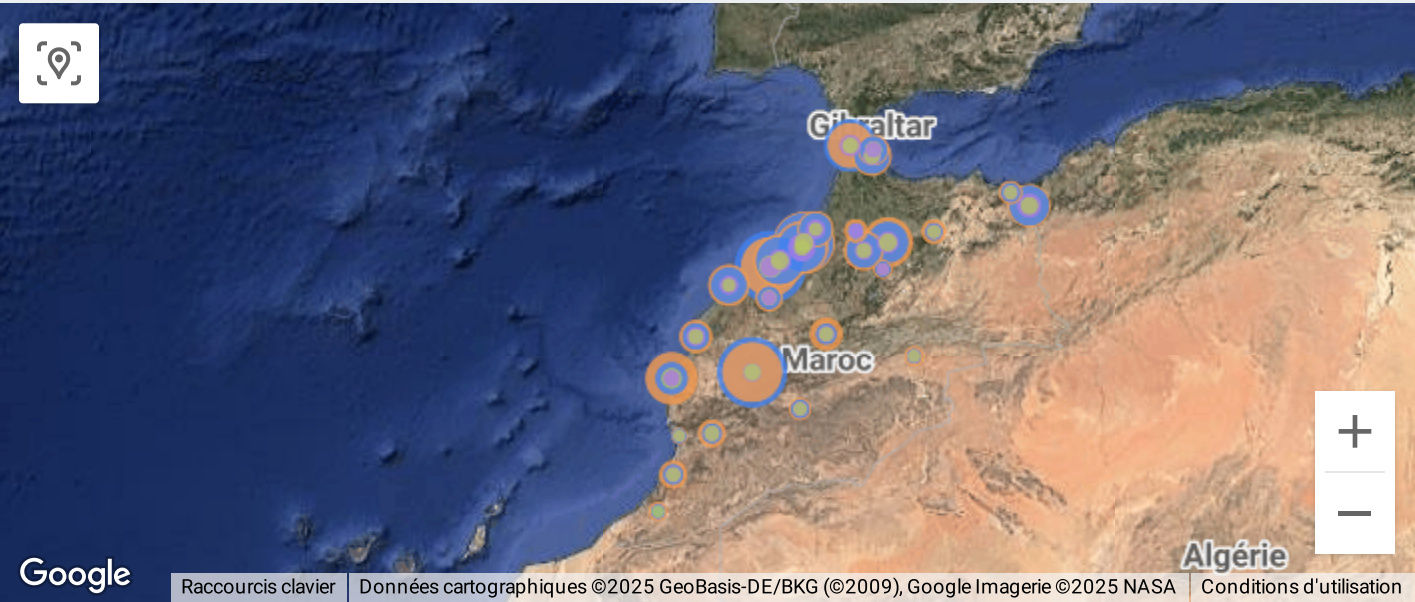 Gibraltar
Maroc
Algérie
Google
Raccourcis clavier
Données cartographiques ©2025 GeoBasis-DE/BKG (©2009), Google Imagerie ©2025 NASA
Conditions d'utilisation